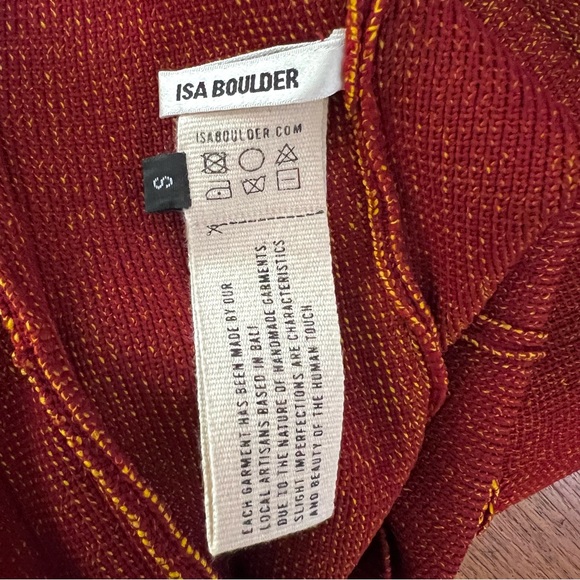 ISA BOULDER
ISABOULDER.COM
S
EACH GARMENT HAS BEEN MADE BY OUR
LOCAL ARTISANS BASED IN BALI
DUE TO THE NATURE OF HANDMADE GARMENTS,
SLIGHT IMPERFECTIONS ARE CHARACTERISTICS
AND BEAUTY OF THE HUMAN TOUCH